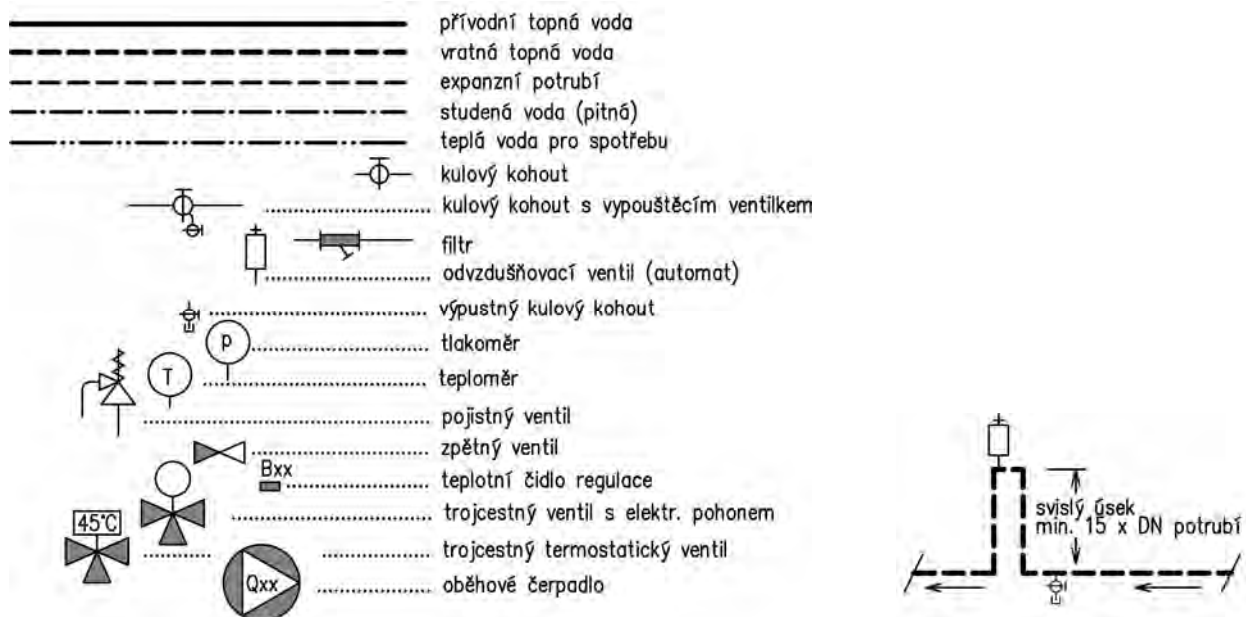 přívodní topná voda
vratná topná voda
expanzní potrubí
studená voda (pitná)
teplá voda pro spotřebu
kulový kohout
kulový kohout s vypouštěcím ventilkem
filtr
odvzdušňovací ventil (automat)
výpustný kulový kohout
p
tlakoměr
T
teploměr
pojistný ventil
zpětný ventil
Bxx
teplotní čidlo regulace
trojcestný ventil s elektr. pohonem
45°C
trojcestný termostatický ventil
Qxx
oběhové čerpadlo
svislý úsek
min. 15 x DN potrubí